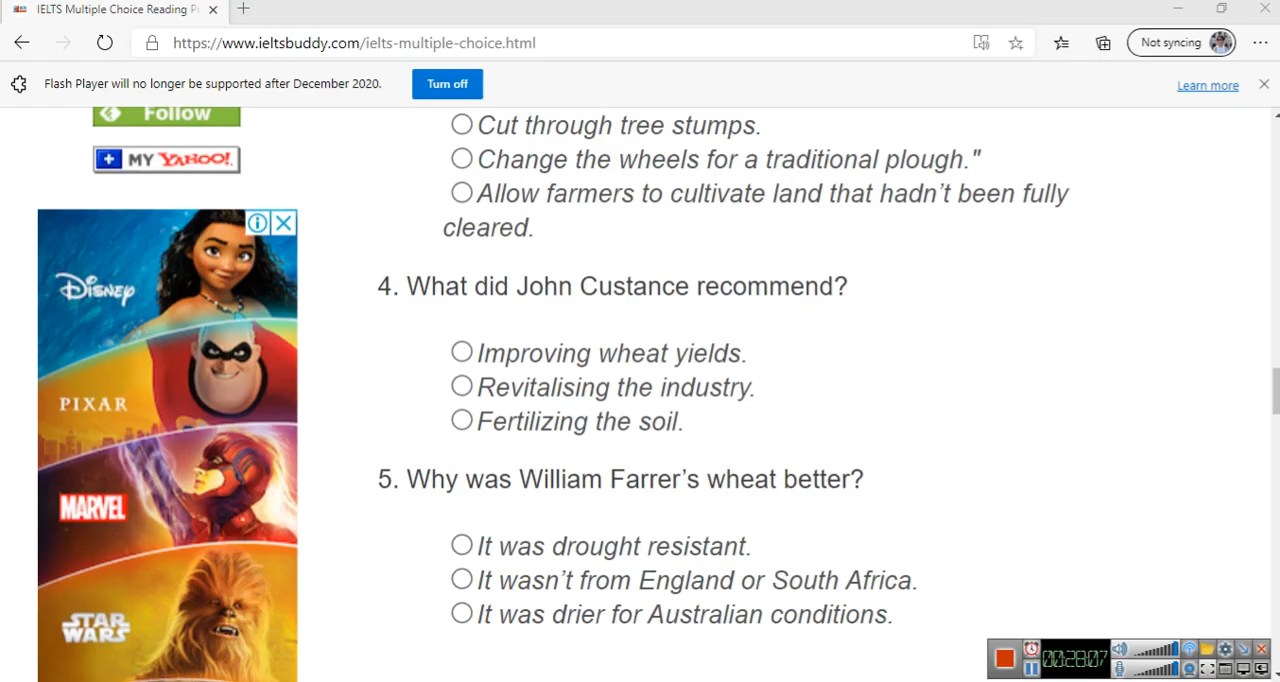 IELTS Multiple Choice Reading P
https://www.ieltsbuddy.com/ielts-multiple-choice.html
Not syncing
Flash Player will no longer be supported after December 2020.
Turn off
Learn more
Follow
MY YAHOO!
Cut through tree stumps.
Change the wheels for a traditional plough."
Allow farmers to cultivate land that hadn't been fully
cleared.
4. What did John Custance recommend?
Improving wheat yields.
Revitalising the industry.
Fertilizing the soil.
5. Why was William Farrer's wheat better?
It was drought resistant.
It wasn't from England or South Africa.
It was drier for Australian conditions.
DISNEY
PIXAR
MARVEL
STAR
WARS
00:28:07